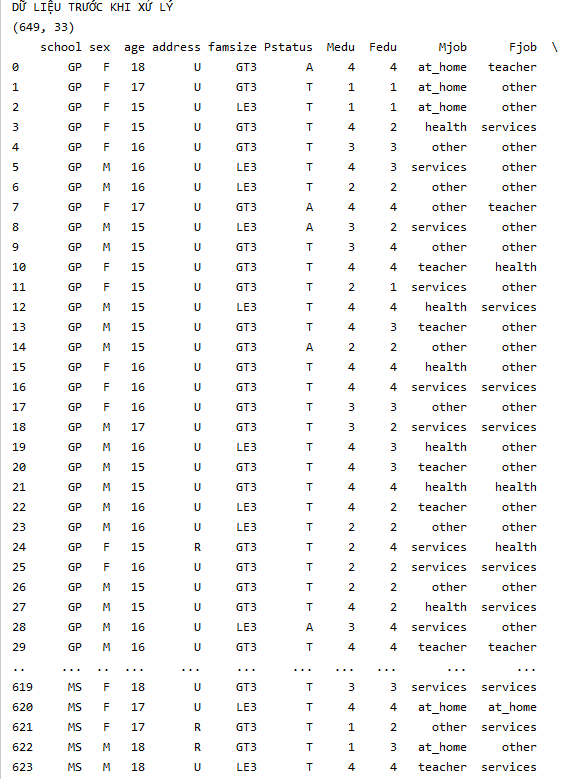 DỮ LIỆU TRƯỚC KHI XỬ LÝ
(649, 33)
school sex age address famsize Pstatus Medu Fedu Mjob Fjob \
0 GP F 18 U GT3 A 4 4 at_home teacher
1 GP F 17 U GT3 T 1 1 at_home other
2 GP F 15 U LE3 T 1 1 at_home other
3 GP F 15 U GT3 T 4 2 health services
4 GP F 16 U GT3 T 3 3 other other
5 GP M 16 U LE3 T 4 3 services other
6 GP M 16 U LE3 T 2 2 other other
7 GP F 17 U GT3 A 4 4 other teacher
8 GP M 15 U LE3 A 3 2 services other
9 GP M 15 U GT3 T 3 4 other other
10 GP F 15 U GT3 T 4 4 teacher health
11 GP F 15 U GT3 T 2 1 services other
12 GP M 15 U LE3 T 4 4 health services
13 GP M 15 U GT3 T 4 3 teacher other
14 GP M 15 U GT3 A 2 2 other other
15 GP F 16 U GT3 T 4 4 health other
16 GP F 16 U GT3 T 4 4 services services
17 GP F 16 U GT3 T 3 3 other other
18 GP M 17 U GT3 T 3 2 services services
19 GP M 16 U LE3 T 4 3 health other
20 GP M 15 U GT3 T 4 3 teacher other
21 GP M 15 U GT3 T 4 4 health health
22 GP M 16 U LE3 T 4 2 teacher other
23 GP M 16 U LE3 T 2 2 other other
24 GP F 15 R GT3 T 2 4 services health
25 GP F 16 U GT3 T 2 2 services services
26 GP M 15 U GT3 T 2 2 other other
27 GP M 15 U GT3 T 4 2 health services
28 GP M 16 U LE3 A 3 4 services other
29 GP M 16 U GT3 T 4 4 teacher teacher
.. ... .. ... ... ... ... ... ... ... ...
619 MS F 18 U GT3 T 3 3 services services
620 MS F 17 U LE3 T 4 4 at_home at_home
621 MS F 17 R GT3 T 1 2 other services
622 MS M 18 R GT3 T 1 3 at_home other
623 MS M 18 U LE3 T 4 4 teacher services